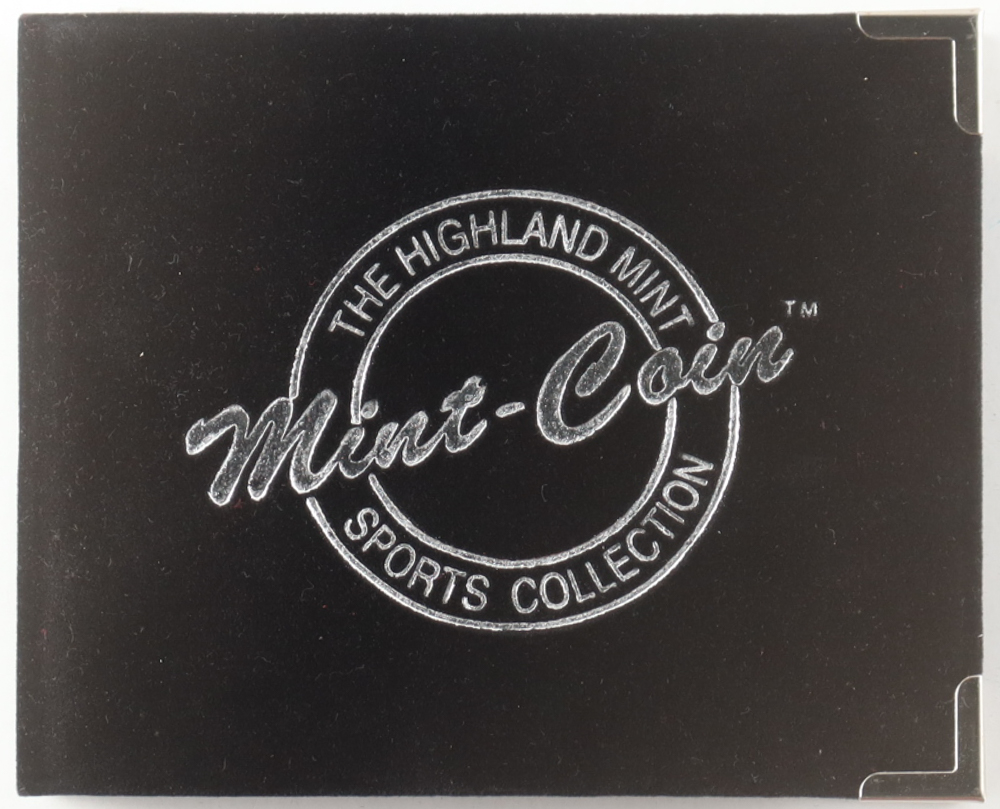 THE HIGHLAND MINT
Mint-Coin™
SPORTS COLLECTION